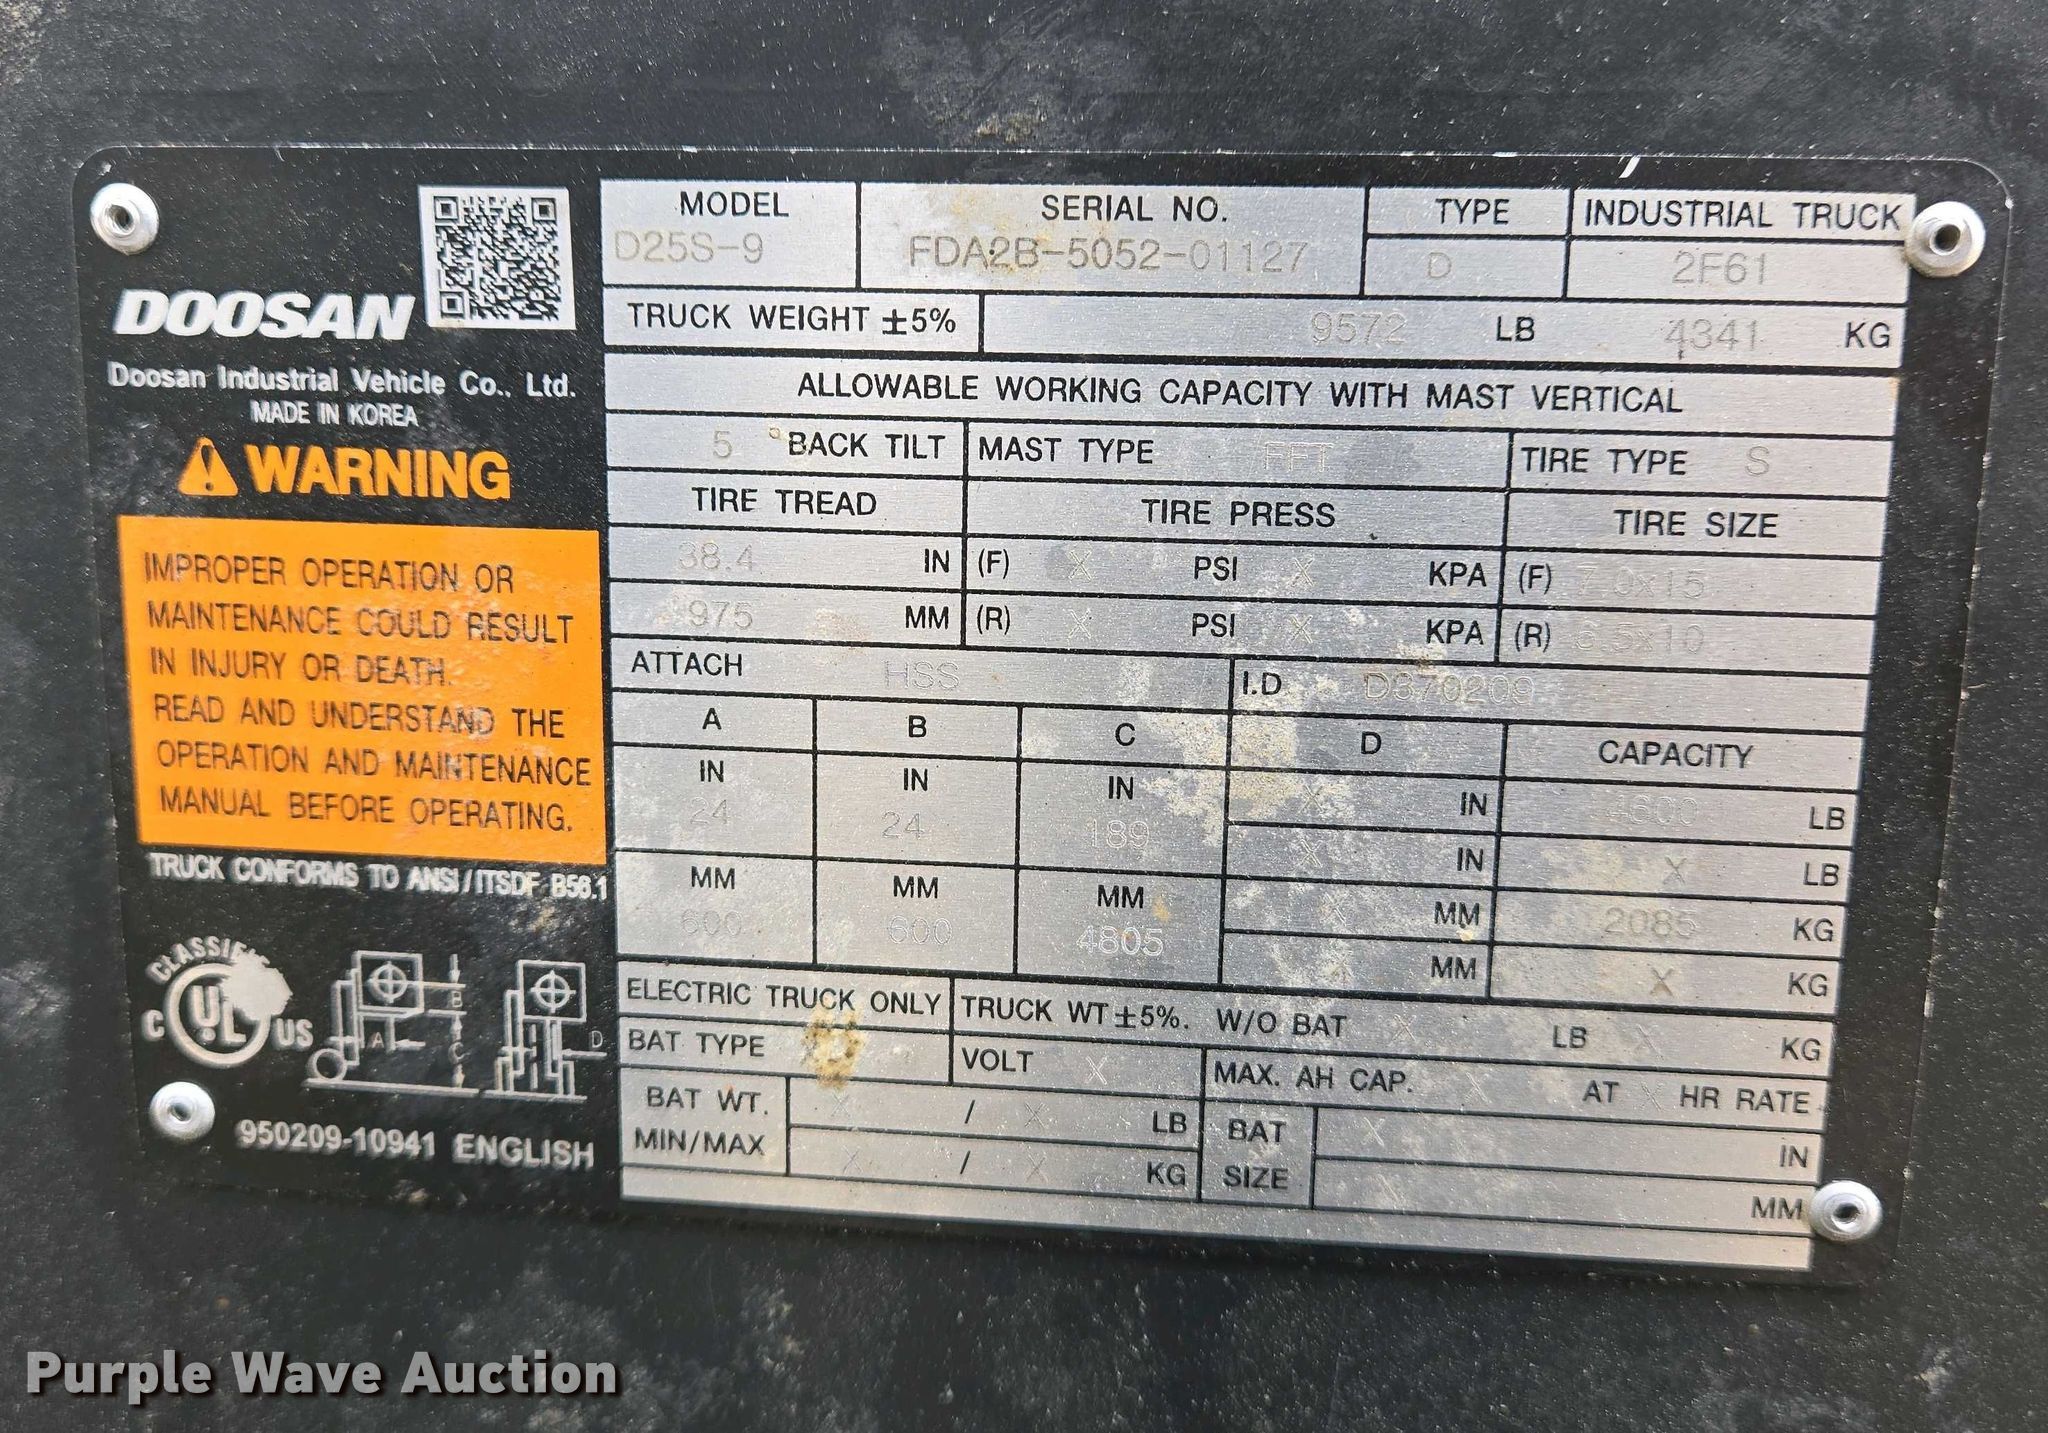 DOOSAN
Doosan Industrial Vehicle Co., Ltd.
MADE IN KOREA
WARNING
IMPROPER OPERATION OR
MAINTENANCE COULD RESULT
IN INJURY OR DEATH.
READ AND UNDERSTAND THE
OPERATION AND MAINTENANCE
MANUAL BEFORE OPERATING.
TRUCK CONFORMS TO ANSI/ITSDF B56.1
C UL US
A B C D
950209-10941 ENGLISH
MODEL SERIAL NO. TYPE INDUSTRIAL TRUCK
D25S-9 FDA2B-5052-01127 D 2F61
TRUCK WEIGHT ±5% 9572 LB 4341 KG
ALLOWABLE WORKING CAPACITY WITH MAST VERTICAL
5 ° BACK TILT MAST TYPE FFT TIRE TYPE S
TIRE TREAD TIRE PRESS TIRE SIZE
38.4 IN (F) X PSI X KPA (F) 7.0x15
975 MM (R) X PSI X KPA (R) 6.5x10
ATTACH HSS I.D D370209
A B C D CAPACITY
IN IN IN X IN 4600 LB
24 24 189 X IN X LB
MM MM MM X MM 2085 KG
600 600 4805 MM X KG
ELECTRIC TRUCK ONLY TRUCK WT ±5%. W/O BAT X LB X KG
BAT TYPE VOLT X MAX. AH CAP. X AT X HR RATE
BAT WT. X / X LB BAT X IN
MIN/MAX X / X KG SIZE MM
Purple Wave Auction